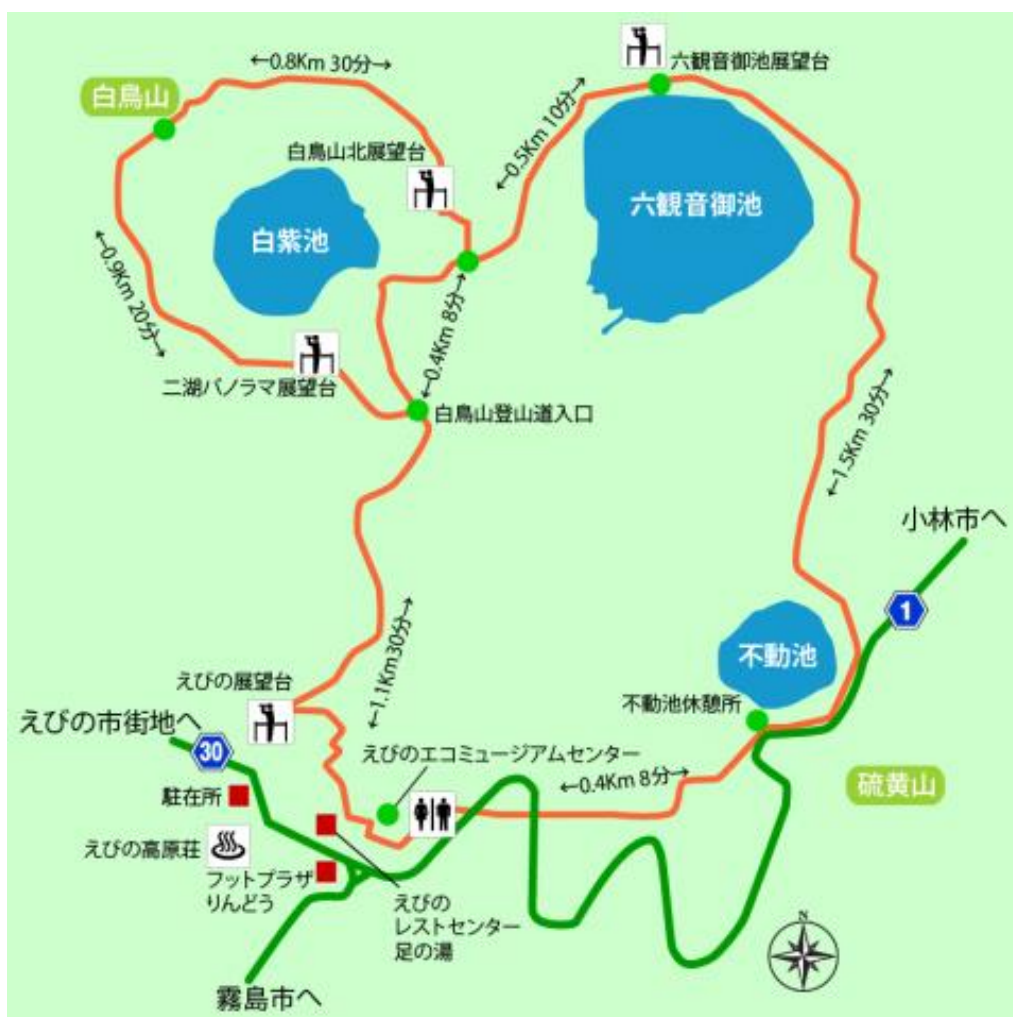 ←0.8Km 30分→
六観音御池展望台
白鳥山
←0.5Km 10分→
白鳥山北展望台
六観音御池
白紫池
←0.9Km 20分→
←0.4Km 8分→
二湖パノラマ展望台
白鳥山登山道入口
←1.5Km 30分→
小林市へ
1
←1.1Km30分→
不動池
えびの展望台
不動池休憩所
えびの市街地へ
30
えびのエコミュージアムセンター
←0.4Km 8分→
硫黄山
駐在所
えびの高原荘
フットプラザ
りんどう
えびの
レストセンター
足の湯
N
霧島市へ